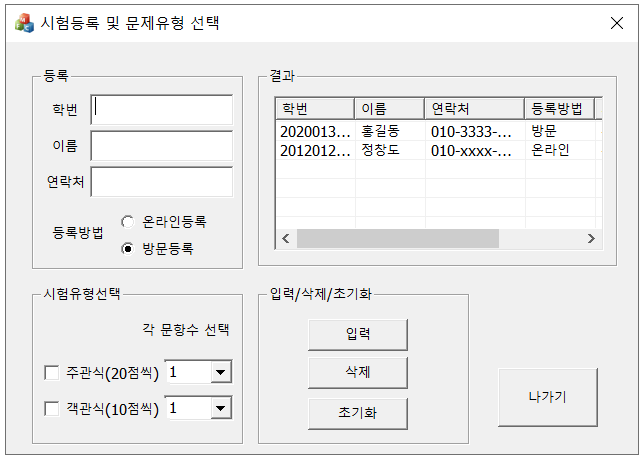 시험등록 및 문제유형 선택
등록
학번
이름
연락처
등록방법
온라인등록
방문등록
결과
학번 이름 연락처 등록방법
2020013... 홍길동 010-3333-... 방문
2012012... 정창도 010-xxxx-... 온라인
시험유형선택
각 문항수 선택
주관식(20점씩) 1
객관식(10점씩) 1
입력/삭제/초기화
입력
삭제
초기화
나가기